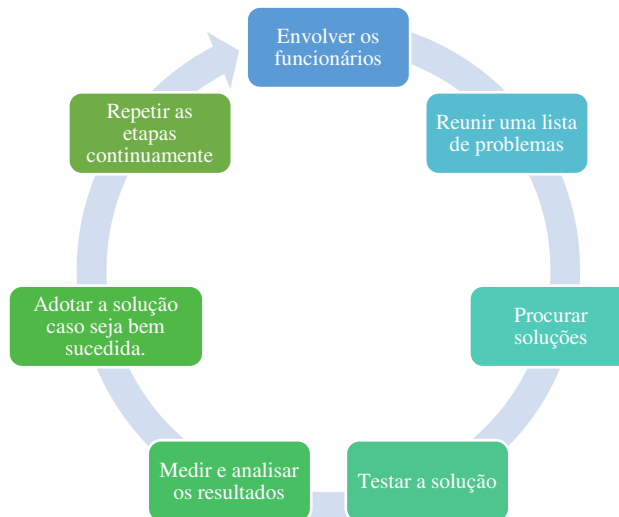 Envolver os
funcionários
Reunir uma lista
de problemas
Procurar
soluções
Testar a solução
Medir e analisar
os resultados
Adotar a solução
caso seja bem
sucedida.
Repetir as
etapas
continuamente